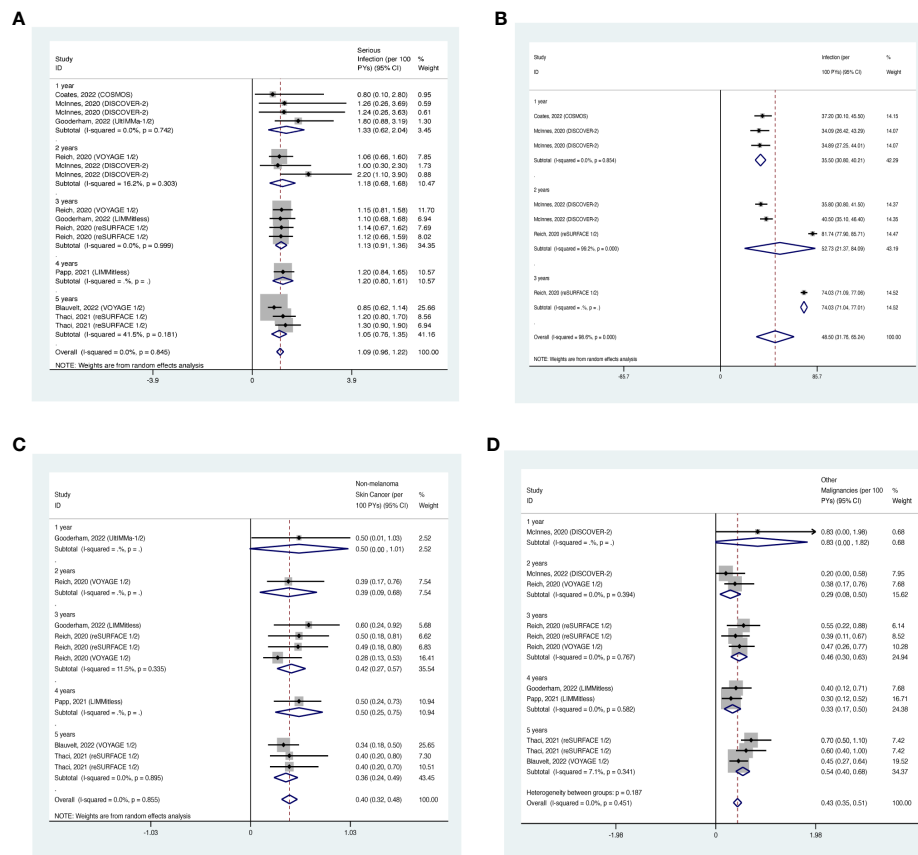 A
Serious
Study Infection (per 100 %
ID PYs) (95% CI) Weight
1 year
Coates, 2022 (COSMOS) 0.80 (0.10, 2.80) 0.95
McInnes, 2020 (DISCOVER-2) 1.26 (0.26, 3.69) 0.59
McInnes, 2020 (DISCOVER-2) 1.24 (0.26, 3.63) 0.61
Gooderham, 2022 (UltIMMa-1/2) 1.80 (0.88, 3.19) 1.30
Subtotal (I-squared = 0.0%, p = 0.742) 1.33 (0.62, 2.04) 3.45
.
2 years
Reich, 2020 (VOYAGE 1/2) 1.06 (0.66, 1.60) 7.85
McInnes, 2022 (DISCOVER-2) 1.00 (0.30, 2.30) 1.73
McInnes, 2022 (DISCOVER-2) 2.20 (1.10, 3.90) 0.88
Subtotal (I-squared = 16.2%, p = 0.303) 1.18 (0.68, 1.68) 10.47
.
3 years
Reich, 2020 (VOYAGE 1/2) 1.15 (0.81, 1.58) 11.70
Gooderham, 2022 (LIMMitless) 1.10 (0.68, 1.68) 6.94
Reich, 2020 (reSURFACE 1/2) 1.14 (0.67, 1.62) 7.69
Reich, 2020 (reSURFACE 1/2) 1.12 (0.66, 1.59) 8.02
Subtotal (I-squared = 0.0%, p = 0.999) 1.13 (0.91, 1.36) 34.35
.
4 years
Papp, 2021 (LIMMitless) 1.20 (0.84, 1.65) 10.57
Subtotal (I-squared = .%, p = .) 1.20 (0.80, 1.61) 10.57
.
5 years
Blauvelt, 2022 (VOYAGE 1/2) 0.85 (0.62, 1.14) 25.66
Thaci, 2021 (reSURFACE 1/2) 1.20 (0.80, 1.70) 8.56
Thaci, 2021 (reSURFACE 1/2) 1.30 (0.90, 1.90) 6.94
Subtotal (I-squared = 41.5%, p = 0.181) 1.05 (0.76, 1.35) 41.16
.
Overall (I-squared = 0.0%, p = 0.845) 1.09 (0.96, 1.22) 100.00
NOTE: Weights are from random effects analysis
-3.9 0 3.9
B
Study Infection (per %
ID 100 PYs) (95% CI) Weight
1 year
Coates, 2022 (COSMOS) 37.20 (30.10, 45.50) 14.15
McInnes, 2020 (DISCOVER-2) 34.09 (26.42, 43.29) 14.07
McInnes, 2020 (DISCOVER-2) 34.89 (27.25, 44.01) 14.07
Subtotal (I-squared = 0.0%, p = 0.834) 35.50 (30.80, 40.21) 42.29
.
2 years
McInnes, 2022 (DISCOVER-2) 35.80 (30.80, 41.50) 14.37
McInnes, 2022 (DISCOVER-2) 40.50 (35.10, 46.40) 14.35
Reich, 2020 (reSURFACE 1/2) 81.74 (77.90, 85.71) 14.47
Subtotal (I-squared = 99.2%, p = 0.000) 52.73 (21.37, 84.09) 43.19
.
3 years
Reich, 2020 (reSURFACE 1/2) 74.03 (71.09, 77.06) 14.52
Subtotal (I-squared = .%, p = .) 74.03 (71.04, 77.01) 14.52
.
Overall (I-squared = 98.6%, p = 0.000) 48.50 (31.76, 65.24) 100.00
NOTE: Weights are from random effects analysis
-85.7 0 85.7
C
Non-melanoma
Study Skin Cancer (per %
ID 100 PYs) (95% CI) Weight
1 year
Gooderham, 2022 (UltIMMa-1/2) 0.50 (0.01, 1.03) 2.52
Subtotal (I-squared = .%, p = .) 0.50 (0.00 , 1.01) 2.52
.
2 years
Reich, 2020 (VOYAGE 1/2) 0.39 (0.17, 0.76) 7.54
Subtotal (I-squared = .%, p = .) 0.39 (0.09, 0.68) 7.54
.
3 years
Gooderham, 2022 (LIMMitless) 0.60 (0.24, 0.92) 5.68
Reich, 2020 (reSURFACE 1/2) 0.50 (0.18, 0.81) 6.62
Reich, 2020 (reSURFACE 1/2) 0.49 (0.18, 0.80) 6.83
Reich, 2020 (VOYAGE 1/2) 0.28 (0.13, 0.53) 16.41
Subtotal (I-squared = 11.5%, p = 0.335) 0.42 (0.27, 0.57) 35.54
.
4 years
Papp, 2021 (LIMMitless) 0.50 (0.24, 0.73) 10.94
Subtotal (I-squared = .%, p = .) 0.50 (0.25, 0.75) 10.94
.
5 years
Blauvelt, 2022 (VOYAGE 1/2) 0.34 (0.18, 0.50) 25.65
Thaci, 2021 (reSURFACE 1/2) 0.40 (0.20, 0.80) 7.30
Thaci, 2021 (reSURFACE 1/2) 0.40 (0.20, 0.70) 10.51
Subtotal (I-squared = 0.0%, p = 0.895) 0.36 (0.24, 0.49) 43.45
.
Overall (I-squared = 0.0%, p = 0.855) 0.40 (0.32, 0.48) 100.00
NOTE: Weights are from random effects analysis
-1.03 0 1.03
D
Other
Study Malignancies (per 100 %
ID PYs) (95% CI) Weight
1 year
McInnes, 2020 (DISCOVER-2) 0.83 (0.00, 1.98) 0.68
Subtotal (I-squared = .%, p = .) 0.83 (0.00 , 1.82) 0.68
.
2 years
McInnes, 2022 (DISCOVER-2) 0.20 (0.00, 0.58) 7.95
Reich, 2020 (VOYAGE 1/2) 0.38 (0.17, 0.76) 7.68
Subtotal (I-squared = 0.0%, p = 0.394) 0.29 (0.08, 0.50) 15.62
.
3 years
Reich, 2020 (reSURFACE 1/2) 0.55 (0.22, 0.88) 6.14
Reich, 2020 (reSURFACE 1/2) 0.39 (0.11, 0.67) 8.52
Reich, 2020 (VOYAGE 1/2) 0.47 (0.26, 0.77) 10.28
Subtotal (I-squared = 0.0%, p = 0.767) 0.46 (0.30, 0.63) 24.94
.
4 years
Gooderham, 2022 (LIMMitless) 0.40 (0.12, 0.71) 7.68
Papp, 2021 (LIMMitless) 0.30 (0.12, 0.52) 16.71
Subtotal (I-squared = 0.0%, p = 0.582) 0.33 (0.17, 0.50) 24.38
.
5 years
Thaci, 2021 (reSURFACE 1/2) 0.70 (0.50, 1.10) 7.42
Thaci, 2021 (reSURFACE 1/2) 0.60 (0.40, 1.00) 7.42
Blauvelt, 2022 (VOYAGE 1/2) 0.45 (0.27, 0.64) 19.52
Subtotal (I-squared = 7.1%, p = 0.341) 0.54 (0.40, 0.68) 34.37
.
Heterogeneity between groups: p = 0.187
Overall (I-squared = 0.0%, p = 0.451) 0.43 (0.35, 0.51) 100.00
-1.98 0 1.98